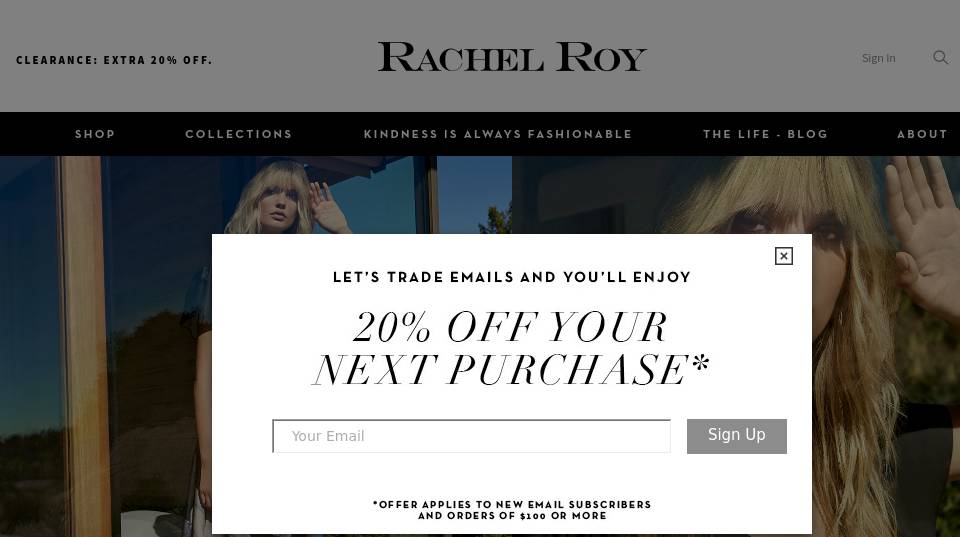 CLEARANCE: EXTRA 20% OFF.
RACHEL ROY
Sign In
SHOP
COLLECTIONS
KINDNESS IS ALWAYS FASHIONABLE
THE LIFE - BLOG
ABOUT
LET'S TRADE EMAILS AND YOU'LL ENJOY
20% OFF YOUR
NEXT PURCHASE*
Your Email
Sign Up
*OFFER APPLIES TO NEW EMAIL SUBSCRIBERS
AND ORDERS OF $100 OR MORE